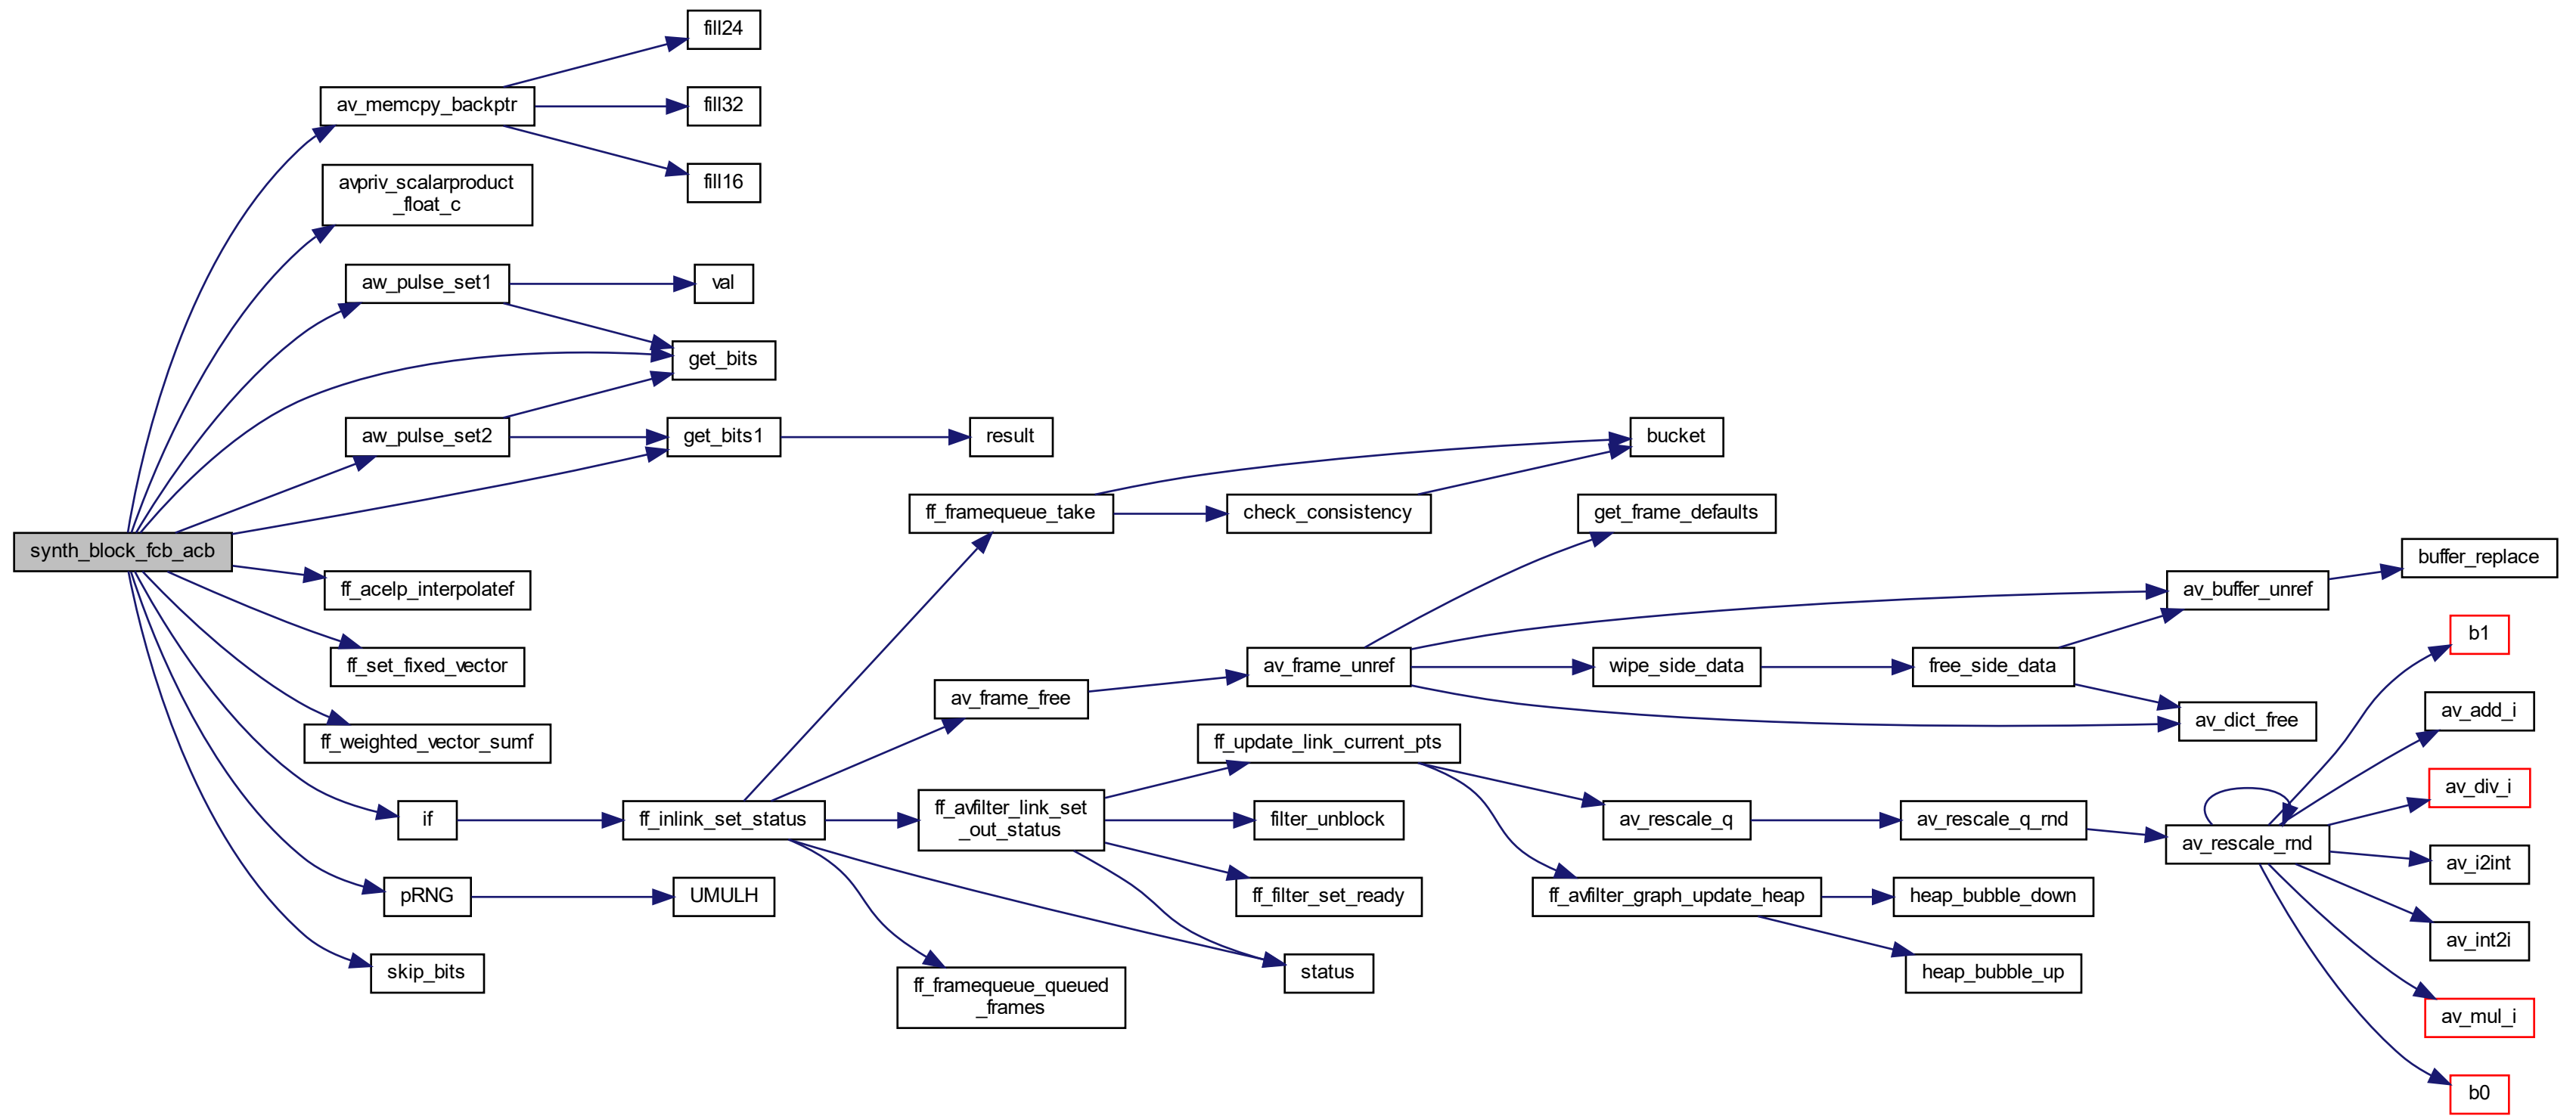 fill24
av_memcpy_backptr
fill32
fill16
avpriv_scalarproduct
_float_c
aw_pulse_set1
val
get_bits
aw_pulse_set2
get_bits1
result
bucket
ff_framequeue_take
check_consistency
get_frame_defaults
synth_block_fcb_acb
buffer_replace
ff_acelp_interpolatef
av_buffer_unref
b1
ff_set_fixed_vector
av_frame_unref
wipe_side_data
free_side_data
av_frame_free
av_dict_free
av_add_i
ff_weighted_vector_sumf
ff_update_link_current_pts
av_div_i
if
ff_inlink_set_status
ff_avfilter_link_set
_out_status
filter_unblock
av_rescale_q
av_rescale_q_rnd
av_rescale_rnd
av_i2int
pRNG
UMULH
ff_filter_set_ready
ff_avfilter_graph_update_heap
heap_bubble_down
av_int2i
skip_bits
ff_framequeue_queued
_frames
status
heap_bubble_up
av_mul_i
b0